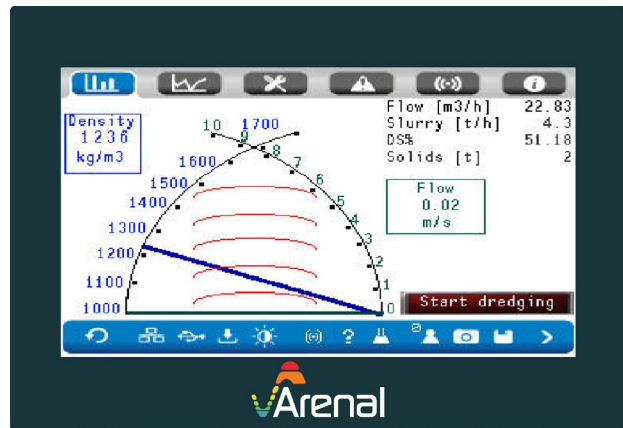 Flow [m3/h] 22.83
Slurry [t/h] 4.3
DS% 51.18
Solids [t] 2
Density
1236
kg/m3
10 1700
9
8
1600 7
1500 6
1400 5
4
1300 3
1200
2
1100 1
1000 0
Flow
0.02
m/s
Start dredging
?
>
Arenal